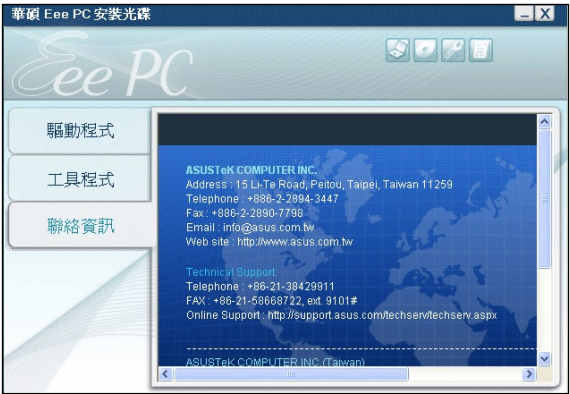 華碩 Eee PC 安裝光碟
Eee PC
驅動程式
工具程式
聯絡資訊
ASUSTeK COMPUTER INC.
Address : 15 Li-Te Road, Peitou, Taipei, Taiwan 11259
Telephone : +886-2-2894-3447
Fax : +886-2-2890-7798
Email : info@asus.com.tw
Web site : http://www.asus.com.tw
Technical Support
Telephone : +86-21-38429911
FAX : +86-21-58668722, ext. 9101#
Online Support : http://support.asus.com/techserv/techserv.aspx
ASUSTeK COMPUTER INC.(Taiwan)